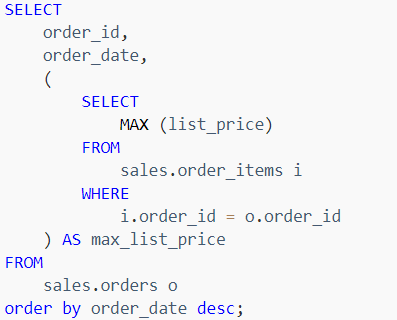 SELECT
    order_id,
    order_date,
    (
        SELECT
            MAX (list_price)
        FROM
            sales.order_items i
        WHERE
            i.order_id = o.order_id
    ) AS max_list_price
FROM
    sales.orders o
order by order_date desc;